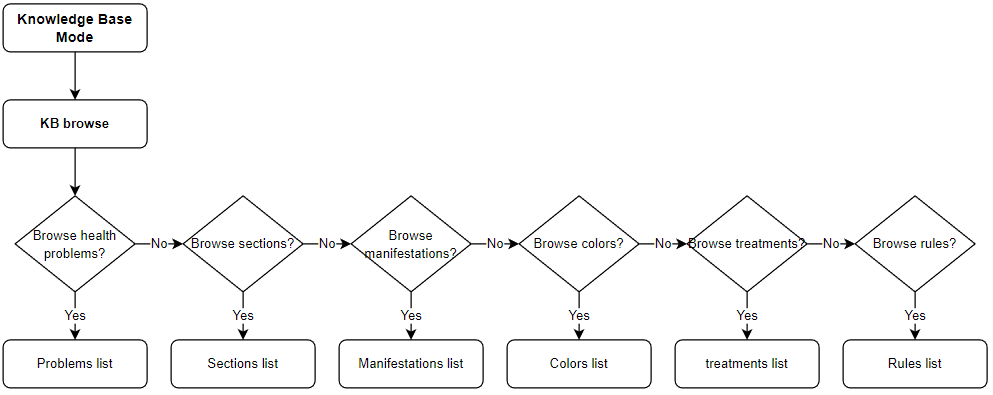 Knowledge Base
Mode
KB browse
Browse health
problems?
No
Browse sections?
No
Browse
manifestations?
No
Browse colors?
No
Browse treatments?
No
Browse rules?
Yes
Yes
Yes
Yes
Yes
Yes
Problems list
Sections list
Manifestations list
Colors list
treatments list
Rules list